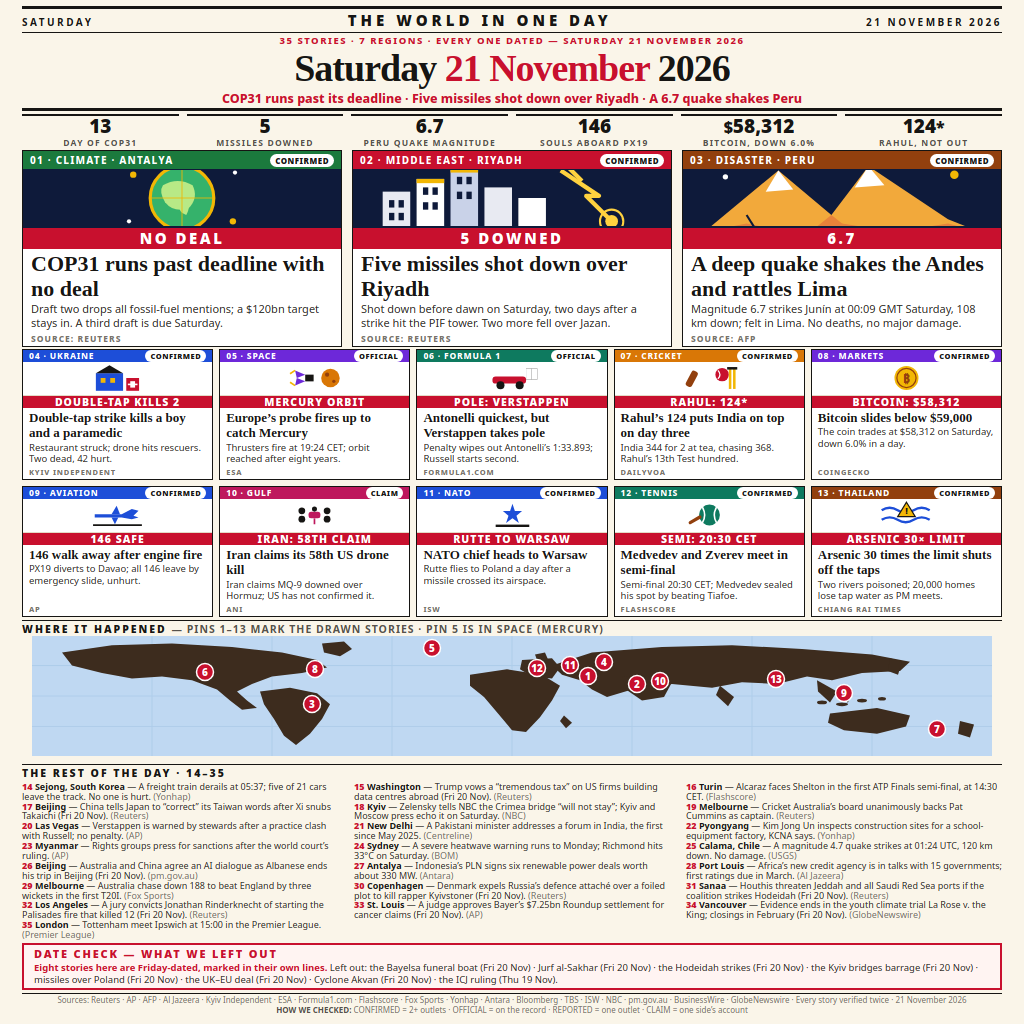 SATURDAY
THE WORLD IN ONE DAY
21 NOVEMBER 2026
35 STORIES · 7 REGIONS · EVERY ONE DATED — SATURDAY 21 NOVEMBER 2026
Saturday 21 November 2026
COP31 runs past its deadline · Five missiles shot down over Riyadh · A 6.7 quake shakes Peru
13
DAY OF COP31
5
MISSILES DOWNED
6.7
PERU QUAKE MAGNITUDE
146
SOULS ABOARD PX19
$58,312
BITCOIN, DOWN 6.0%
124*
RAHUL, NOT OUT
01 · CLIMATE · ANTALYA
CONFIRMED
NO DEAL
COP31 runs past deadline with
no deal
Draft two drops all fossil-fuel mentions; a $120bn target
stays in. A third draft is due Saturday.
SOURCE: REUTERS
02 · MIDDLE EAST · RIYADH
CONFIRMED
5 DOWNED
Five missiles shot down over
Riyadh
Shot down before dawn on Saturday, two days after a
strike hit the PIF tower. Two more fell over Jazan.
SOURCE: REUTERS
03 · DISASTER · PERU
CONFIRMED
6.7
A deep quake shakes the Andes
and rattles Lima
Magnitude 6.7 strikes Junín at 00:09 GMT Saturday, 108
km down; felt in Lima. No deaths, no major damage.
SOURCE: AFP
04 · UKRAINE
CONFIRMED
DOUBLE-TAP KILLS 2
Double-tap strike kills a boy
and a paramedic
Restaurant struck; drone hits rescuers.
Two dead, 42 hurt.
KYIV INDEPENDENT
05 · SPACE
OFFICIAL
MERCURY ORBIT
Europe's probe fires up to
catch Mercury
Thrusters fire at 19:24 CET; orbit
reached after eight years.
ESA
06 · FORMULA 1
OFFICIAL
POLE: VERSTAPPEN
Antonelli quickest, but
Verstappen takes pole
Penalty wipes out Antonelli's 1:33.893;
Russell starts second.
FORMULA1.COM
07 · CRICKET
CONFIRMED
RAHUL: 124*
Rahul's 124 puts India on top
on day three
India 344 for 2 at tea, chasing 368.
Rahul's 13th Test hundred.
DAILYVOA
08 · MARKETS
CONFIRMED
₿
BITCOIN: $58,312
Bitcoin slides below $59,000
The coin trades at $58,312 on Saturday,
down 6.0% in a day.
COINGECKO
09 · AVIATION
CONFIRMED
146 SAFE
146 walk away after engine fire
PX19 diverts to Davao; all 146 leave by
emergency slide, unhurt.
AP
10 · GULF
CLAIM
IRAN: 58TH CLAIM
Iran claims its 58th US drone
kill
Iran claims MQ-9 downed over
Hormuz; US has not confirmed it.
ANI
11 · NATO
CONFIRMED
RUTTE TO WARSAW
NATO chief heads to Warsaw
Rutte flies to Poland a day after a
missile crossed its airspace.
ISW
12 · TENNIS
CONFIRMED
SEMI: 20:30 CET
Medvedev and Zverev meet in
semi-final
Semi-final 20:30 CET; Medvedev sealed
his spot by beating Tiafoe.
FLASHSCORE
13 · THAILAND
CONFIRMED
!
ARSENIC 30× LIMIT
Arsenic 30 times the limit shuts
off the taps
Two rivers poisoned; 20,000 homes
lose tap water as PM meets.
CHIANG RAI TIMES
WHERE IT HAPPENED — PINS 1–13 MARK THE DRAWN STORIES · PIN 5 IS IN SPACE (MERCURY)
5
6
8
12
11
4
1
3
2
10
13
9
7
THE REST OF THE DAY · 14–35
14 Sejong, South Korea — A freight train derails at 05:37; five of 21 cars
leave the track. No one is hurt. (Yonhap)
17 Beijing — China tells Japan to "correct" its Taiwan words after Xi snubs
Takaichi (Fri 20 Nov). (Reuters)
20 Las Vegas — Verstappen is warned by stewards after a practice clash
with Russell; no penalty. (AP)
23 Myanmar — Rights groups press for sanctions after the world court's
ruling. (AP)
26 Beijing — Australia and China agree an AI dialogue as Albanese ends
his trip in Beijing (Fri 20 Nov). (pm.gov.au)
29 Melbourne — Australia chase down 188 to beat England by three
wickets in the first T20I. (Fox Sports)
32 Los Angeles — A jury convicts Jonathan Rinderknecht of starting the
Palisades fire that killed 12 (Fri 20 Nov). (Reuters)
35 London — Tottenham meet Ipswich at 15:00 in the Premier League.
(Premier League)
15 Washington — Trump vows a "tremendous tax" on US firms building
data centres abroad (Fri 20 Nov). (Reuters)
18 Kyiv — Zelensky tells NBC the Crimea bridge "will not stay"; Kyiv and
Moscow press echo it on Saturday. (NBC)
21 New Delhi — A Pakistani minister addresses a forum in India, the first
since May 2025. (Centreline)
24 Sydney — A severe heatwave warning runs to Monday; Richmond hits
33°C on Saturday. (BOM)
27 Antalya — Indonesia's PLN signs six renewable power deals worth
about 330 MW. (Antara)
30 Copenhagen — Denmark expels Russia's defence attaché over a foiled
plot to kill rapper Kyivstoner (Fri 20 Nov). (Reuters)
33 St. Louis — A judge approves Bayer's $7.25bn Roundup settlement for
cancer claims (Fri 20 Nov). (AP)
16 Turin — Alcaraz faces Shelton in the first ATP Finals semi-final, at 14:30
CET. (Flashscore)
19 Melbourne — Cricket Australia's board unanimously backs Pat
Cummins as captain. (Reuters)
22 Pyongyang — Kim Jong Un inspects construction sites for a school-
equipment factory, KCNA says. (Yonhap)
25 Calama, Chile — A magnitude 4.7 quake strikes at 01:24 UTC, 120 km
down. No damage. (USGS)
28 Port Louis — Africa's new credit agency is in talks with 15 governments;
first ratings due in March. (Al Jazeera)
31 Sanaa — Houthis threaten Jeddah and all Saudi Red Sea ports if the
coalition strikes Hodeidah (Fri 20 Nov). (Reuters)
34 Vancouver — Evidence ends in the youth climate trial La Rose v. the
King; closings in February (Fri 20 Nov). (GlobeNewswire)
DATE CHECK — WHAT WE LEFT OUT
Eight stories here are Friday-dated, marked in their own lines. Left out: the Bayelsa funeral boat (Fri 20 Nov) · Jurf al-Sakhar (Fri 20 Nov) · the Hodeidah strikes (Fri 20 Nov) · the Kyiv bridges barrage (Fri 20 Nov) ·
missiles over Poland (Fri 20 Nov) · the UK–EU deal (Fri 20 Nov) · Cyclone Akvan (Fri 20 Nov) · the ICJ ruling (Thu 19 Nov).
Sources: Reuters · AP · AFP · Al Jazeera · Kyiv Independent · ESA · Formula1.com · Flashscore · Fox Sports · Yonhap · Antara · Bloomberg · TBS · ISW · NBC · pm.gov.au · BusinessWire · GlobeNewswire · Every story verified twice · 21 November 2026
HOW WE CHECKED: CONFIRMED = 2+ outlets · OFFICIAL = on the record · REPORTED = one outlet · CLAIM = one side's account